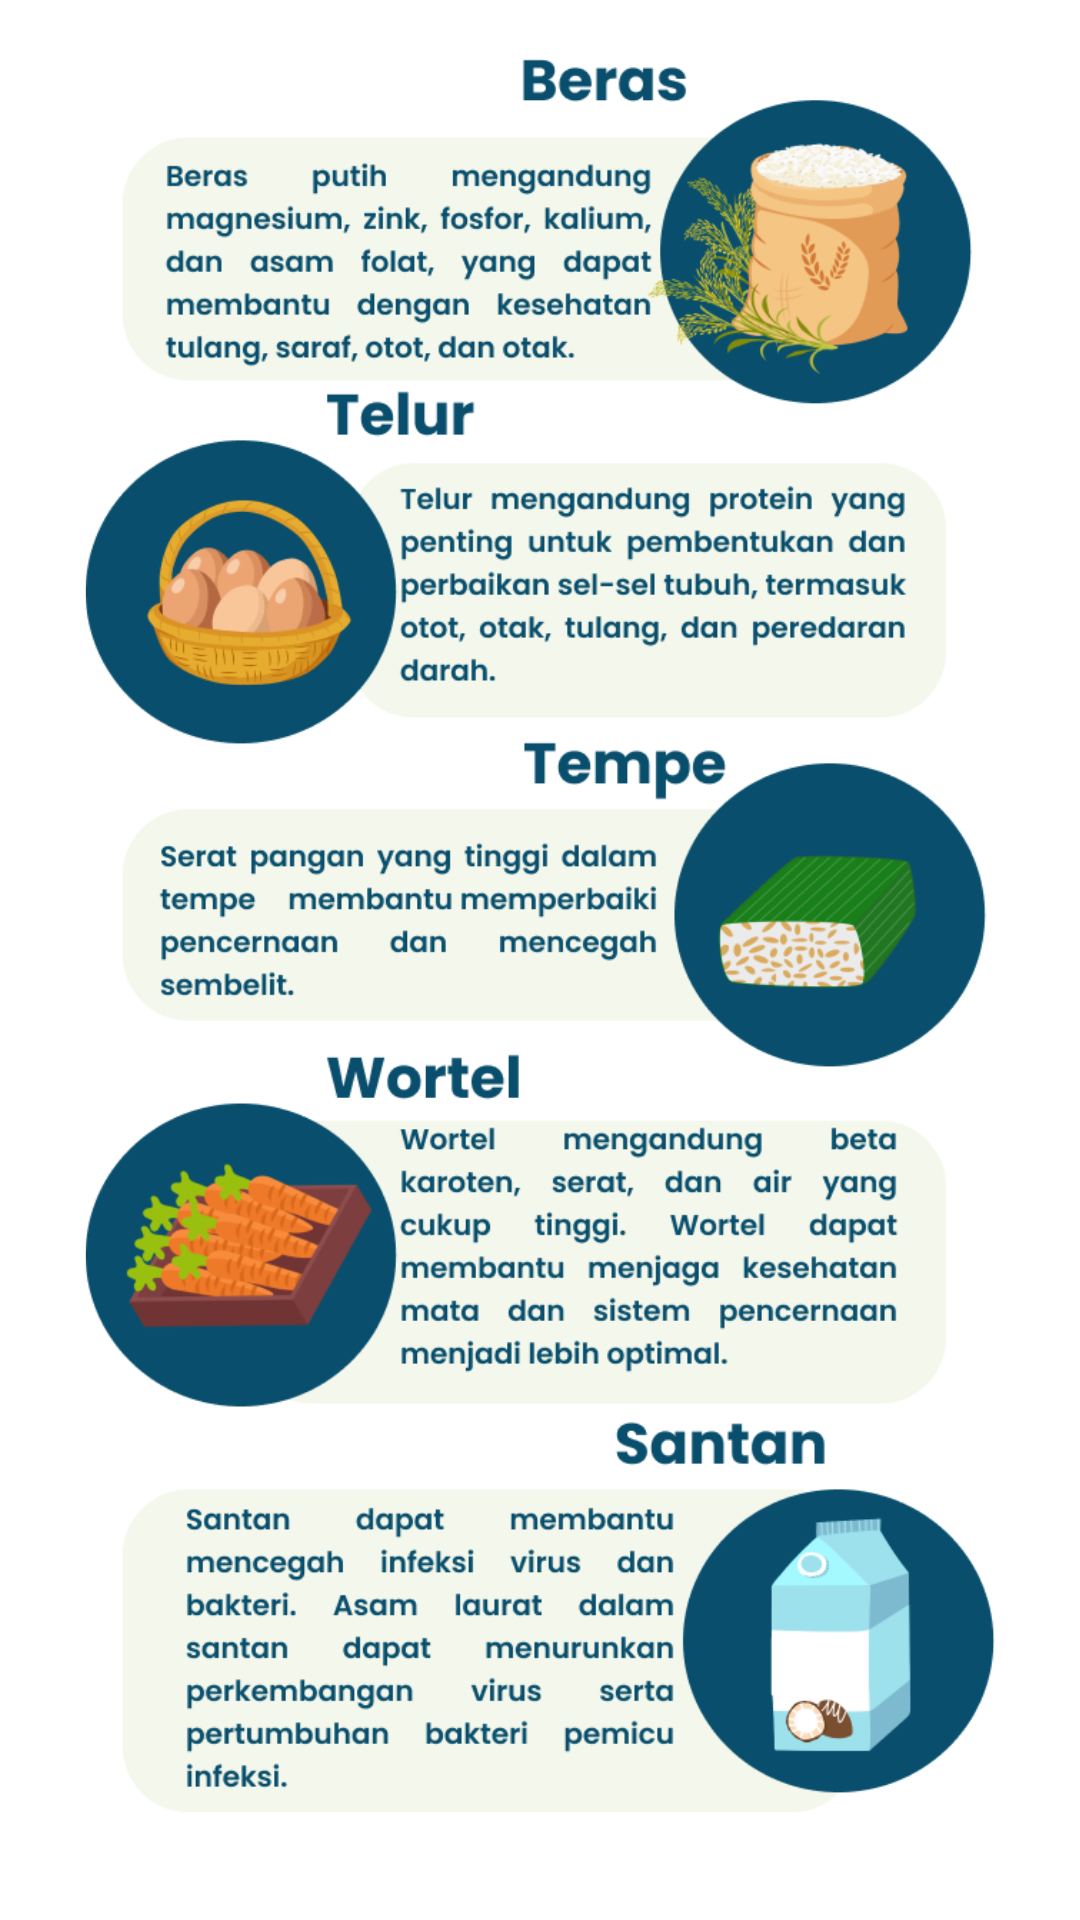 Beras
Beras putih mengandung
magnesium, zink, fosfor, kalium,
dan asam folat, yang dapat
membantu dengan kesehatan
tulang, saraf, otot, dan otak.
Telur
Telur mengandung protein yang
penting untuk pembentukan dan
perbaikan sel-sel tubuh, termasuk
otot, otak, tulang, dan peredaran
darah.
Tempe
Serat pangan yang tinggi dalam
tempe membantu memperbaiki
pencernaan dan mencegah
sembelit.
Wortel
Wortel mengandung beta
karoten, serat, dan air yang
cukup tinggi. Wortel dapat
membantu menjaga kesehatan
mata dan sistem pencernaan
menjadi lebih optimal.
Santan
Santan dapat membantu
mencegah infeksi virus dan
bakteri. Asam laurat dalam
santan dapat menurunkan
perkembangan virus serta
pertumbuhan bakteri pemicu
infeksi.